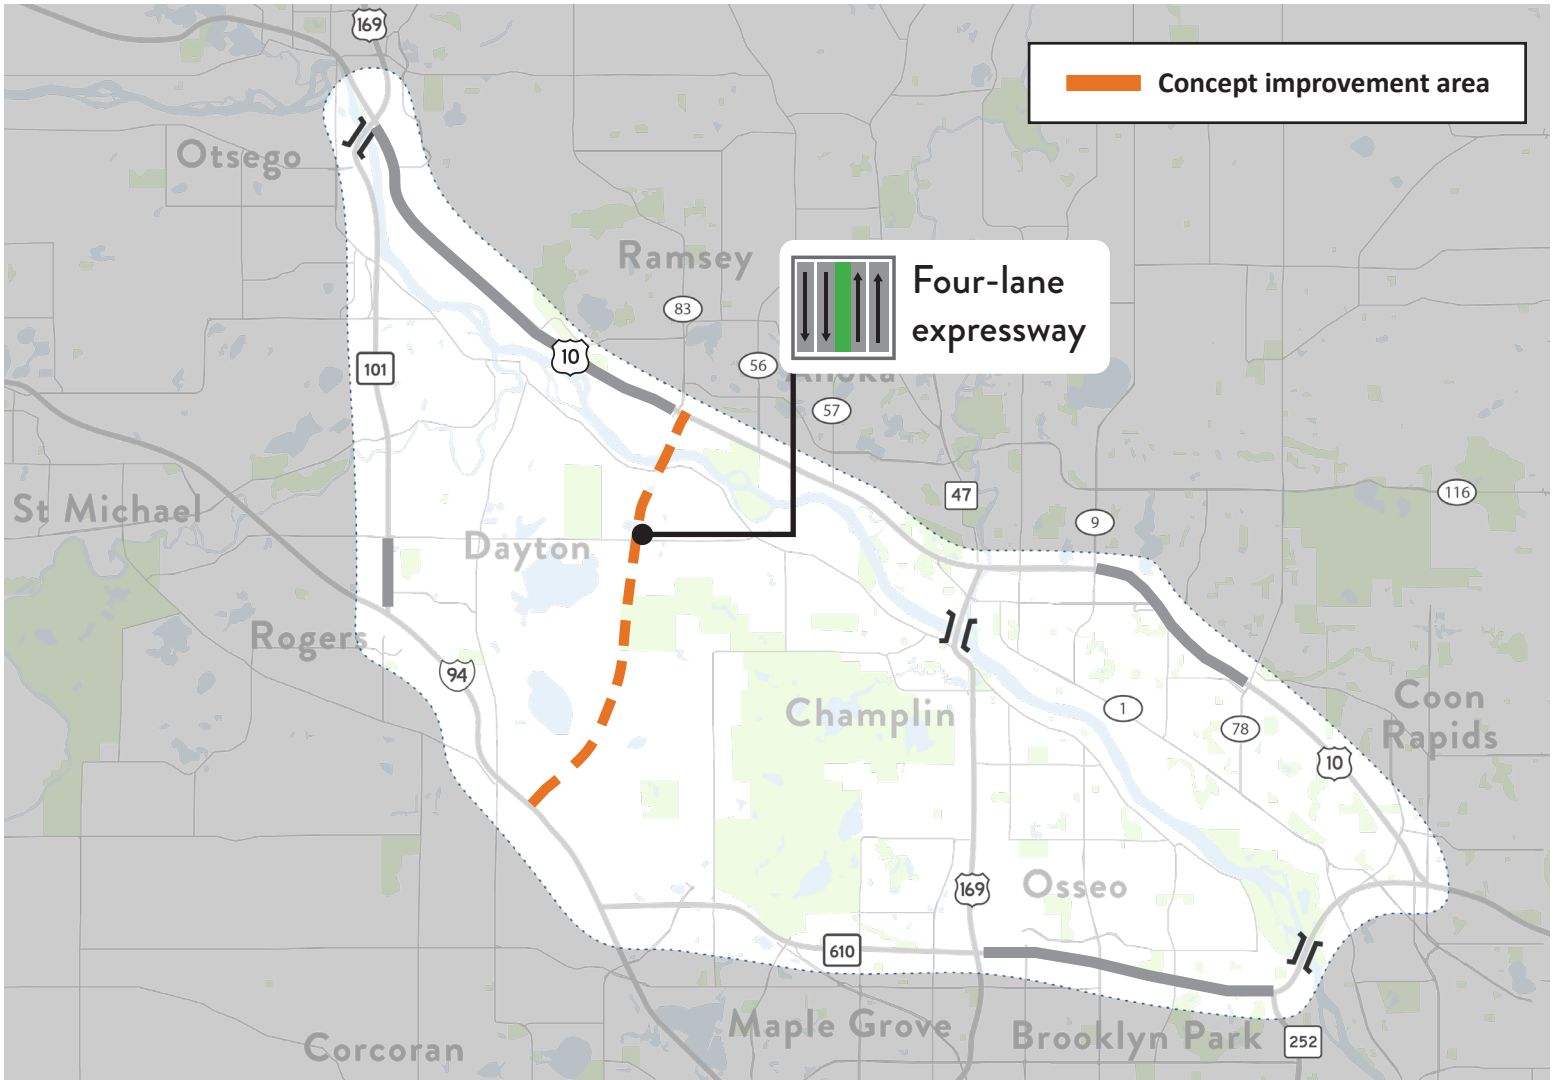 169
Concept improvement area
Otsego
Ramsey
Four-lane
expressway
83
10
56
101
Anoka
57
St Michael
47
116
9
Dayton
Rogers
94
Champlin
1
78
Coon
Rapids
10
169
Osseo
610
Maple Grove
Brooklyn Park
252
Corcoran